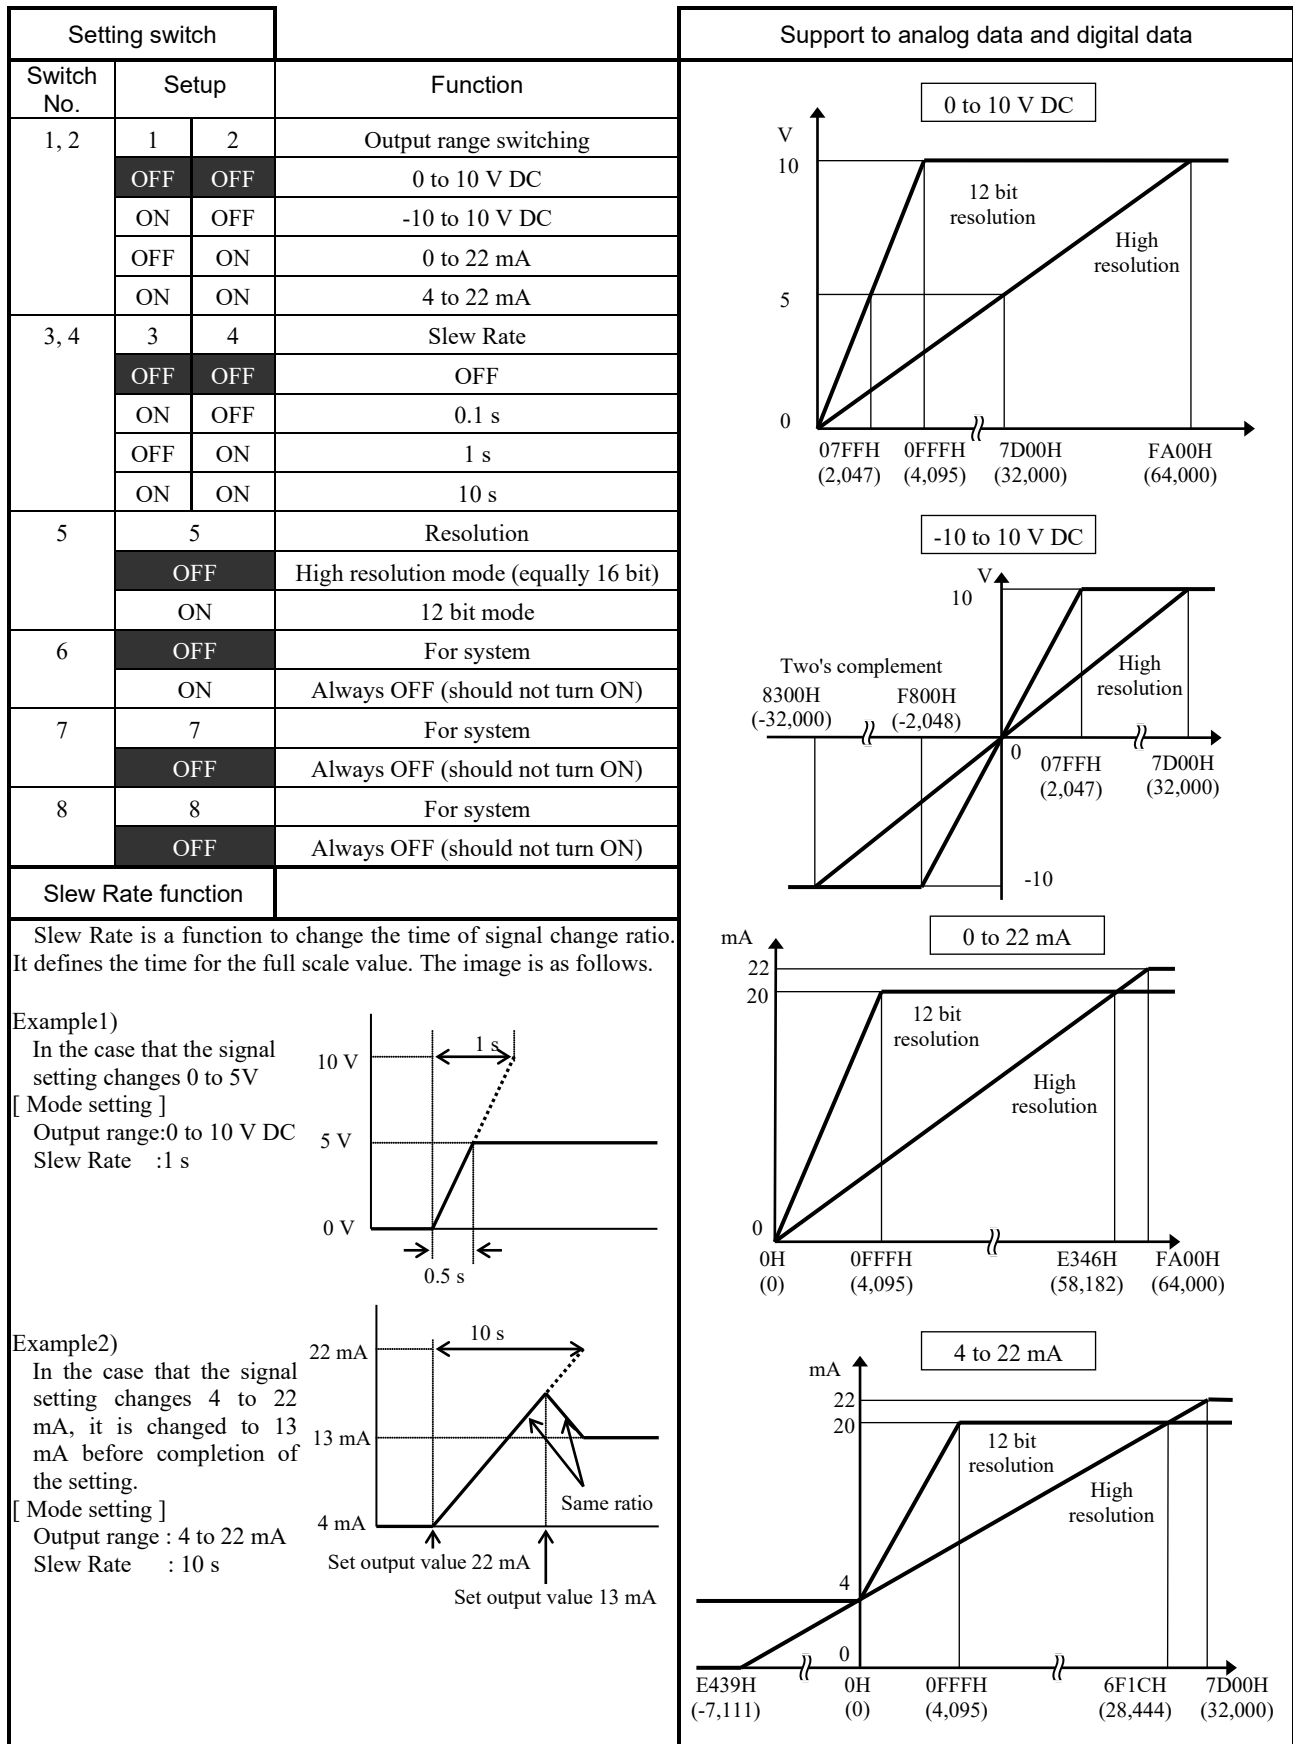 Setting switch
Switch No. Setup Function
1, 2 1 2 Output range switching
OFF OFF 0 to 10 V DC
ON OFF -10 to 10 V DC
OFF ON 0 to 22 mA
ON ON 4 to 22 mA
3, 4 3 4 Slew Rate
OFF OFF OFF
ON OFF 0.1 s
OFF ON 1 s
ON ON 10 s
5 5 Resolution
OFF High resolution mode (equally 16 bit)
ON 12 bit mode
6 OFF For system
ON Always OFF (should not turn ON)
7 7 For system
OFF Always OFF (should not turn ON)
8 8 For system
OFF Always OFF (should not turn ON)
Slew Rate function
Slew Rate is a function to change the time of signal change ratio.
It defines the time for the full scale value. The image is as follows.
Example1)
In the case that the signal
setting changes 0 to 5V
[ Mode setting ]
Output range:0 to 10 V DC
Slew Rate :1 s
10 V
1 s
5 V
0 V
0.5 s
Example2)
In the case that the signal
setting changes 4 to 22
mA, it is changed to 13
mA before completion of
the setting.
[ Mode setting ]
Output range : 4 to 22 mA
Slew Rate : 10 s
10 s
22 mA
13 mA
Same ratio
4 mA
Set output value 22 mA
Set output value 13 mA
Support to analog data and digital data
0 to 10 V DC
V
10
12 bit
resolution
High
resolution
5
0
07FFH 0FFFH 7D00H FA00H
(2,047) (4,095) (32,000) (64,000)
-10 to 10 V DC
V
10
Two's complement
High
resolution
8300H F800H
(-32,000) (-2,048)
0
07FFH 7D00H
(2,047) (32,000)
-10
0 to 22 mA
mA
22
20
12 bit
resolution
High
resolution
0
0H 0FFFH E346H FA00H
(0) (4,095) (58,182) (64,000)
4 to 22 mA
mA
22
20
12 bit
resolution
High
resolution
4
0
E439H 0H 0FFFH 6F1CH 7D00H
(-7,111) (0) (4,095) (28,444) (32,000)